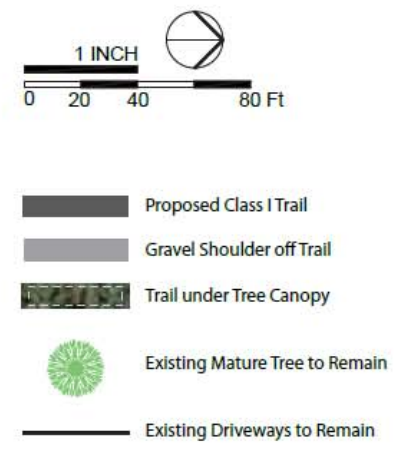 1 INCH
0 20 40 80 Ft
Proposed Class I Trail
Gravel Shoulder off Trail
Trail under Tree Canopy
Existing Mature Tree to Remain
Existing Driveways to Remain